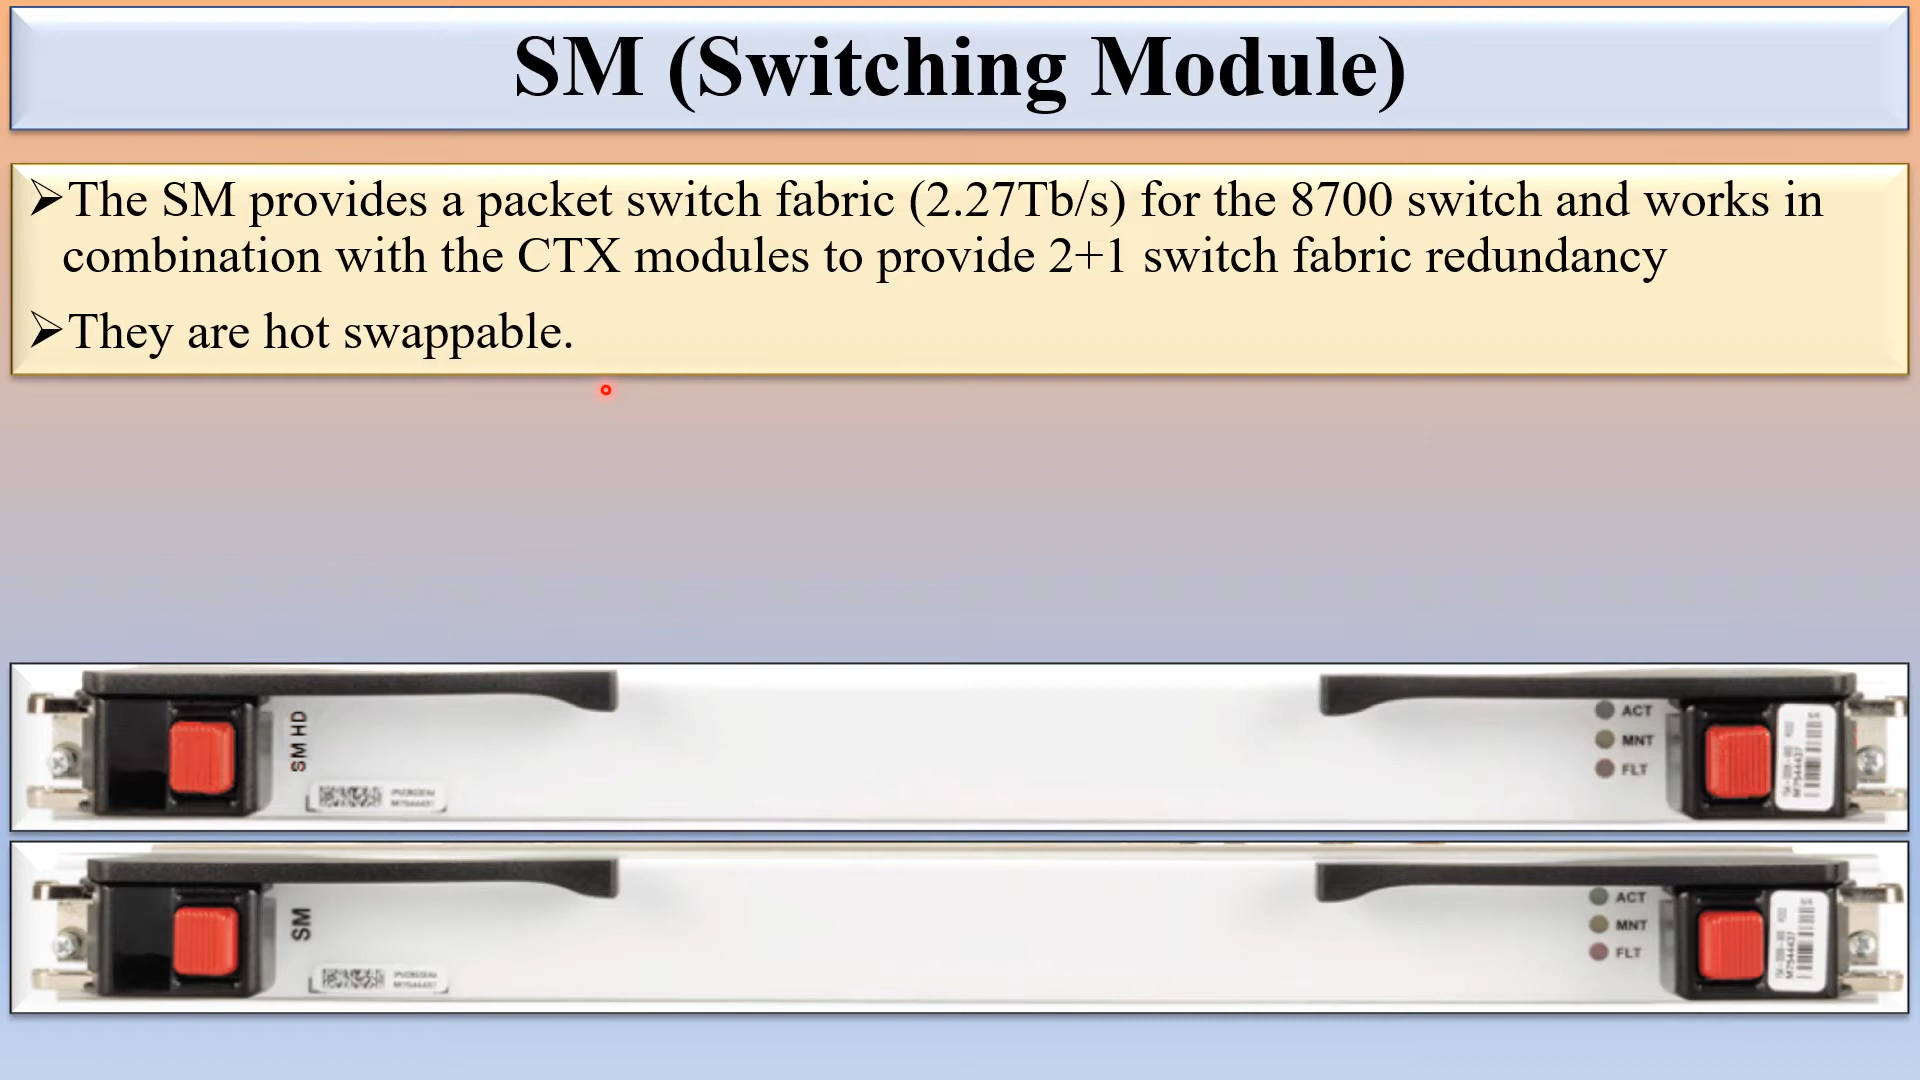 SM (Switching Module)
➢The SM provides a packet switch fabric (2.27Tb/s) for the 8700 switch and works in
combination with the CTX modules to provide 2+1 switch fabric redundancy
➢They are hot swappable.
SM HD
ACT
MNT
FLT
SM
ACT
MNT
FLT